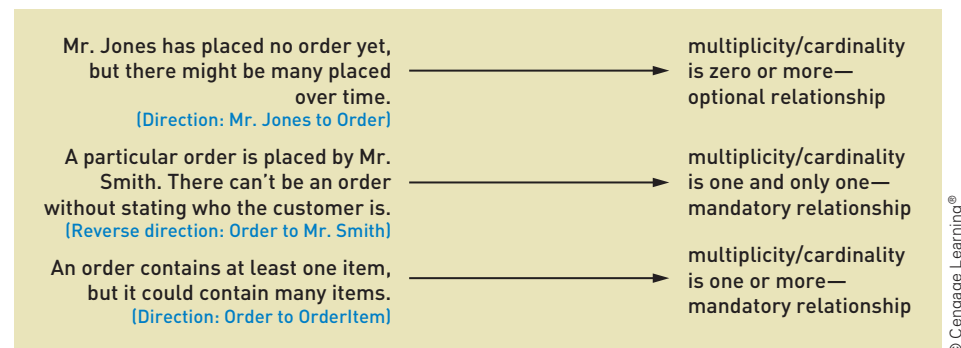 Mr. Jones has placed no order yet,
but there might be many placed
over time.
(Direction: Mr. Jones to Order)
multiplicity/cardinality
is zero or more—
optional relationship
A particular order is placed by Mr.
Smith. There can't be an order
without stating who the customer is.
(Reverse direction: Order to Mr. Smith)
multiplicity/cardinality
is one and only one—
mandatory relationship
An order contains at least one item,
but it could contain many items.
(Direction: Order to OrderItem)
multiplicity/cardinality
is one or more—
mandatory relationship
© Cengage Learning®